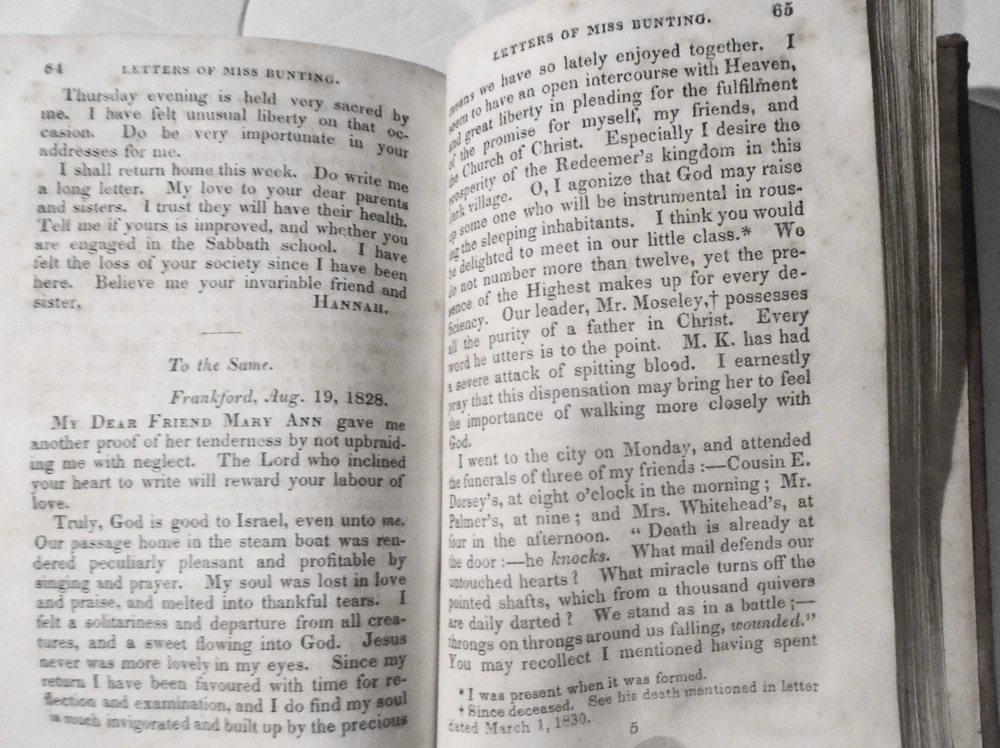 64 LETTERS OF MISS BUNTING.
Thursday evening is held very sacred by
me. I have felt unusual liberty on that oc-
casion. Do be very importunate in your
addresses for me.
I shall return home this week. Do write me
a long letter. My love to your dear parents
and sisters. I trust they will have their health.
Tell me if yours is improved, and whether you
are engaged in the Sabbath school. I have
felt the loss of your society since I have been
here. Believe me your invariable friend and
sister, HANNAH.
To the Same.
Frankford, Aug. 19, 1828.
MY DEAR FRIEND MARY ANN gave me
another proof of her tenderness by not upbraid-
ing me with neglect. The Lord who inclined
your heart to write will reward your labour of
love.
Truly, God is good to Israel, even unto me.
Our passage home in the steam boat was ren-
dered peculiarly pleasant and profitable by
singing and prayer. My soul was lost in love
and praise, and melted into thankful tears. I
felt a solitariness and departure from all crea-
tures, and a sweet flowing into God. Jesus
never was more lovely in my eyes. Since my
return I have been favoured with time for re-
flection and examination, and I do find my soul
is much invigorated and built up by the precious
LETTERS OF MISS BUNTING. 65
means we have so lately enjoyed together. I
seem to have an open intercourse with Heaven,
and great liberty in pleading for the fulfilment
of the promise for myself, my friends, and
the Church of Christ. Especially I desire the
prosperity of the Redeemer's kingdom in this
dark village. O, I agonize that God may raise
up some one who will be instrumental in rous-
ing the sleeping inhabitants. I think you would
be delighted to meet in our little class.* We
do not number more than twelve, yet the pre-
sence of the Highest makes up for every de-
ficiency. Our leader, Mr. Moseley,† possesses
all the purity of a father in Christ. Every
word he utters is to the point. M. K. has had
a severe attack of spitting blood. I earnestly
pray that this dispensation may bring her to feel
the importance of walking more closely with
God.
I went to the city on Monday, and attended
the funerals of three of my friends :—Cousin E.
Dorsey's, at eight o'clock in the morning ; Mr.
Palmer's, at nine ; and Mrs. Whitehead's, at
four in the afternoon. "Death is already at
the door :—he knocks. What mail defends our
untouched hearts ? What miracle turns off the
pointed shafts, which from a thousand quivers
are daily darted ? We stand as in a battle ;—
throngs on throngs around us falling, wounded."
You may recollect I mentioned having spent
* I was present when it was formed.
† Since deceased. See his death mentioned in letter
dated March 1, 1830.
5